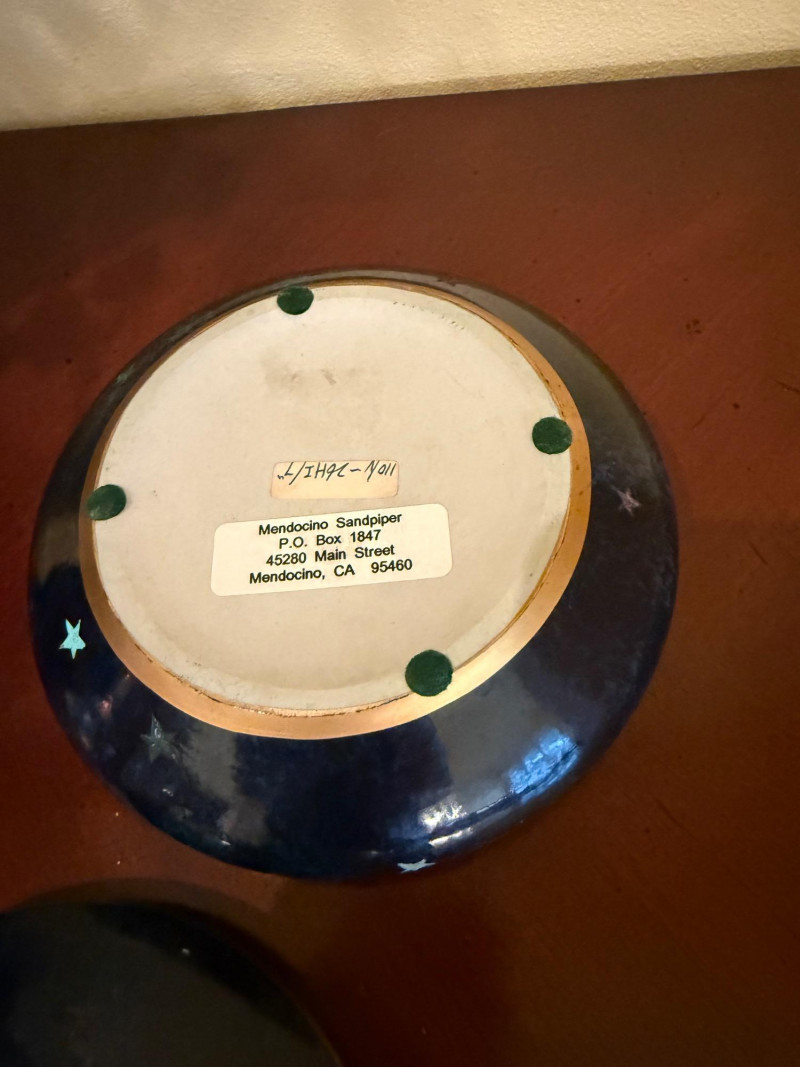 Mendocino Sandpiper
P.O. Box 1847
45280 Main Street
Mendocino, CA 95460